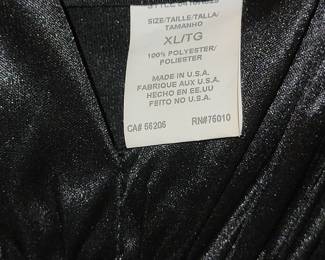 SIZE/TAILLE/TALLA/
TAMANHO
XL/TG
100% POLYESTER/
POLIESTER
MADE IN U.S.A.
FABRIQUE AUX U.S.A.
HECHO EN EE.UU
FEITO NO U.S.A.
CA# 56206 RN#76010